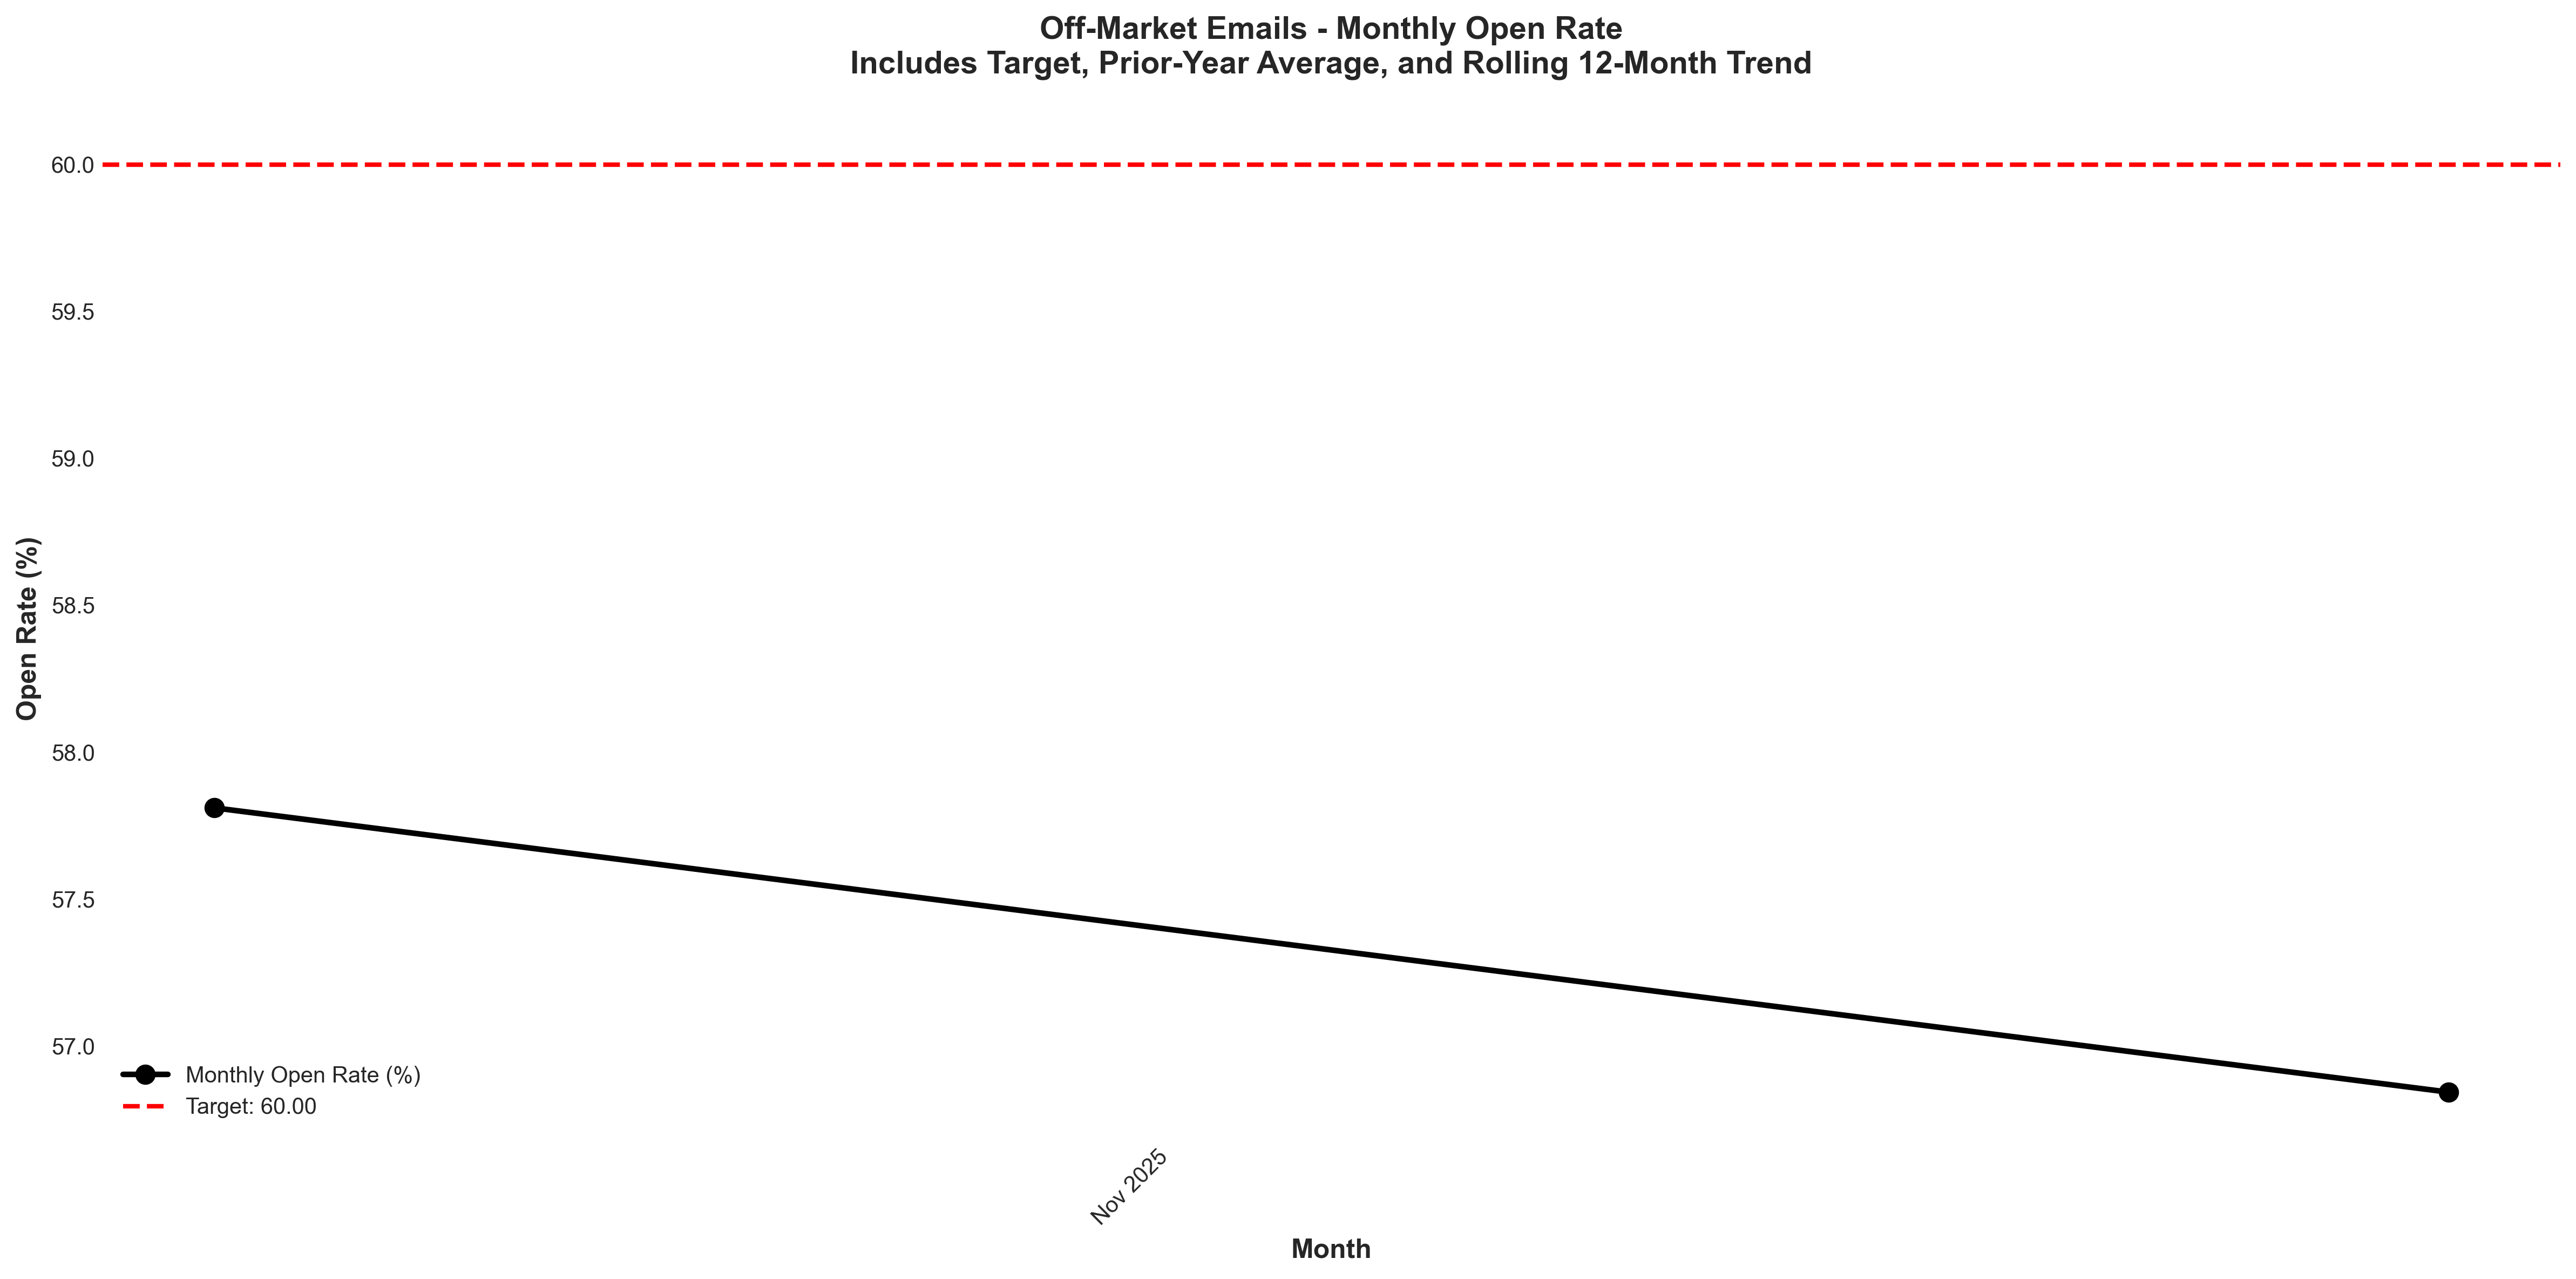 Off-Market Emails - Monthly Open Rate
Includes Target, Prior-Year Average, and Rolling 12-Month Trend
60.0
59.5
59.0
58.5
58.0
57.5
57.0
Open Rate (%)
Monthly Open Rate (%)
Target: 60.00
Nov 2025
Month